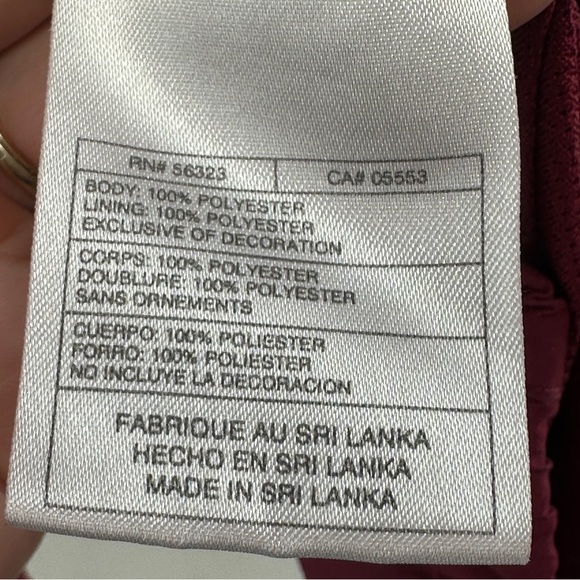 RN# 56323 CA# 05553
BODY: 100% POLYESTER
LINING: 100% POLYESTER
EXCLUSIVE OF DECORATION
CORPS: 100% POLYESTER
DOUBLURE: 100% POLYESTER
SANS ORNEMENTS
CUERPO: 100% POLIESTER
FORRO: 100% POLIESTER
NO INCLUYE LA DECORACION
FABRIQUE AU SRI LANKA
HECHO EN SRI LANKA
MADE IN SRI LANKA